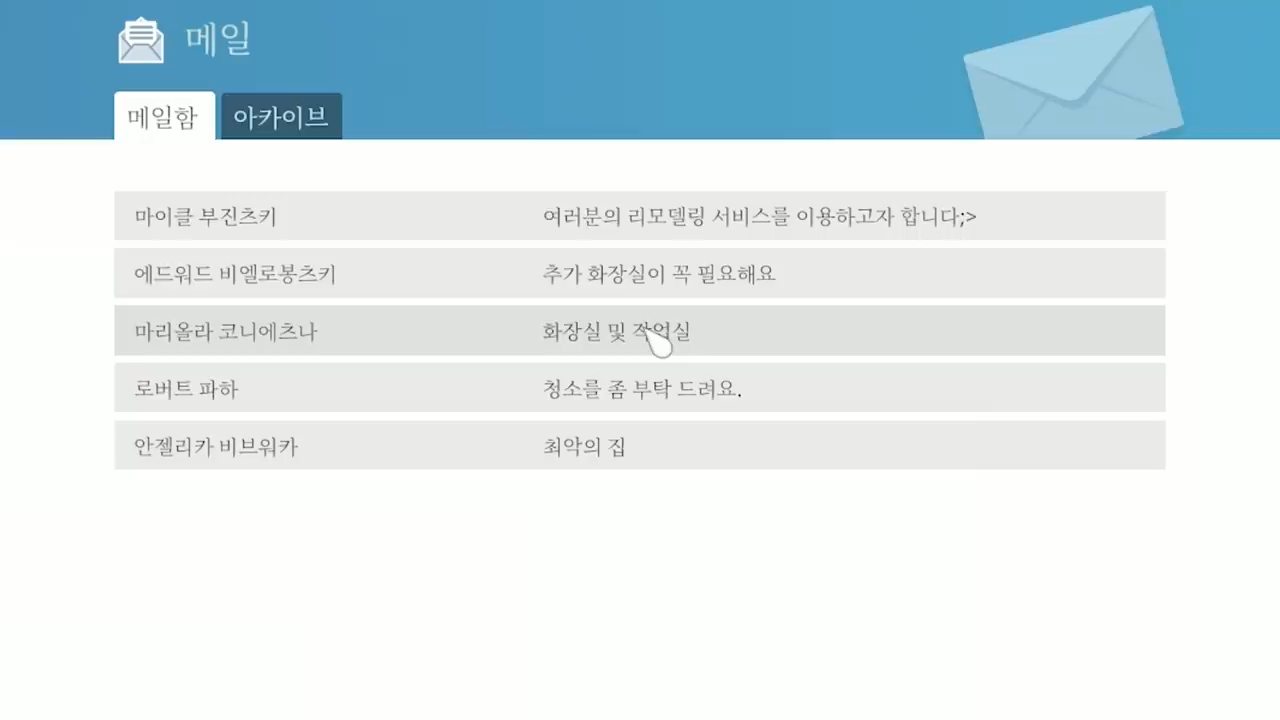 메일
메일함 아카이브
마이클 부진츠키 여러분의 리모델링 서비스를 이용하고자 합니다;>
에드워드 비엘로봉츠키 추가 화장실이 꼭 필요해요
마리올라 코니에츠나 화장실 및 작업실
로버트 파하 청소를 좀 부탁 드려요.
안젤리카 비브워카 최악의 집